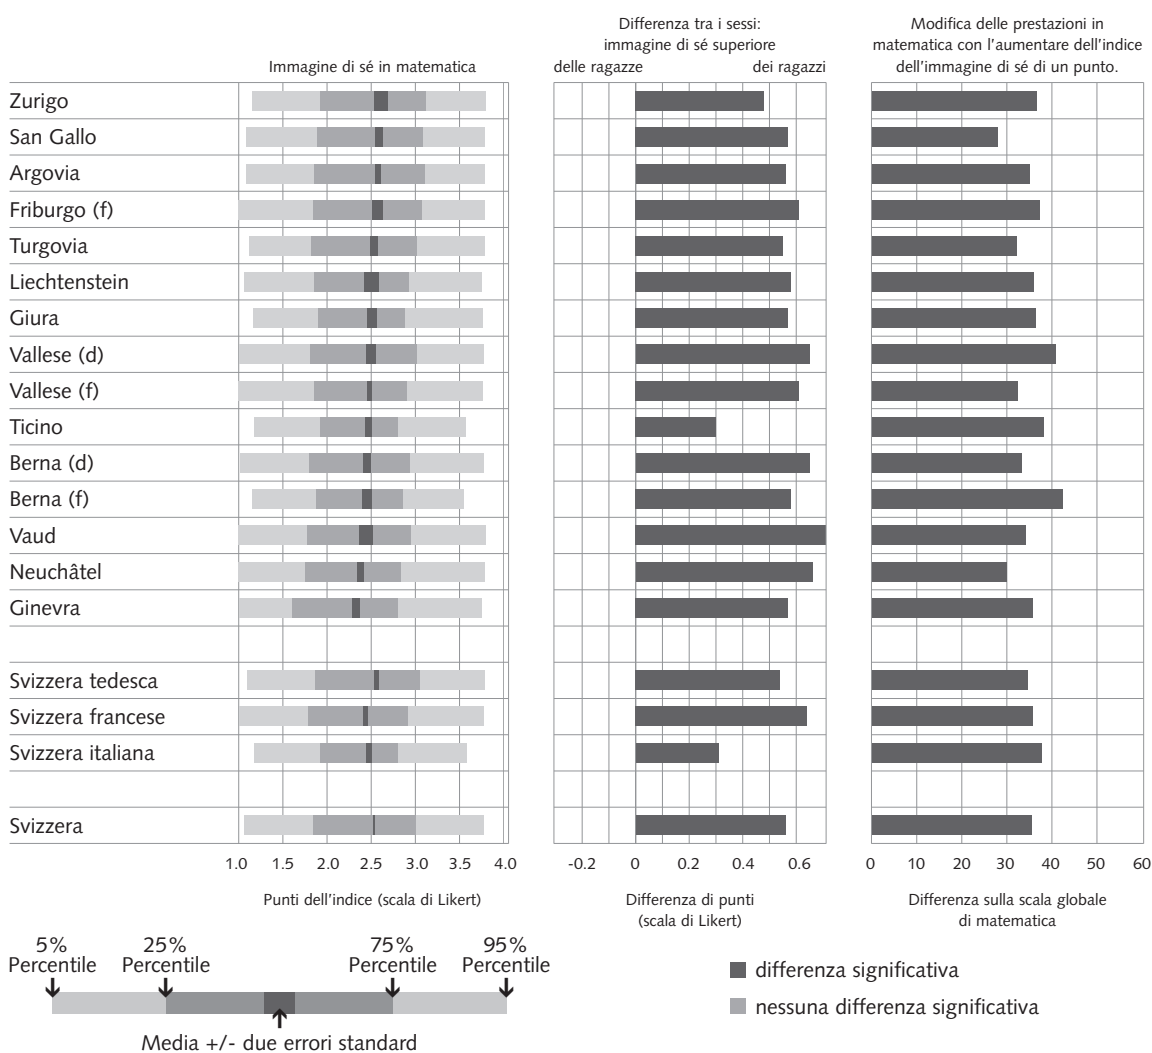 Differenza tra i sessi:
immagine di sé superiore
delle ragazze dei ragazzi
Modifica delle prestazioni in
matematica con l'aumentare dell'indice
dell'immagine di sé di un punto.
Immagine di sé in matematica
Zurigo
San Gallo
Argovia
Friburgo (f)
Turgovia
Liechtenstein
Giura
Vallese (d)
Vallese (f)
Ticino
Berna (d)
Berna (f)
Vaud
Neuchâtel
Ginevra
Svizzera tedesca
Svizzera francese
Svizzera italiana
Svizzera
1.0 1.5 2.0 2.5 3.0 3.5 4.0
-0.2 0 0.2 0.4 0.6
0 10 20 30 40 50 60
Punti dell'indice (scala di Likert)
Differenza di punti
(scala di Likert)
Differenza sulla scala globale
di matematica
5% 25% 75% 95%
Percentile Percentile Percentile Percentile
Media +/- due errori standard
differenza significativa
nessuna differenza significativa